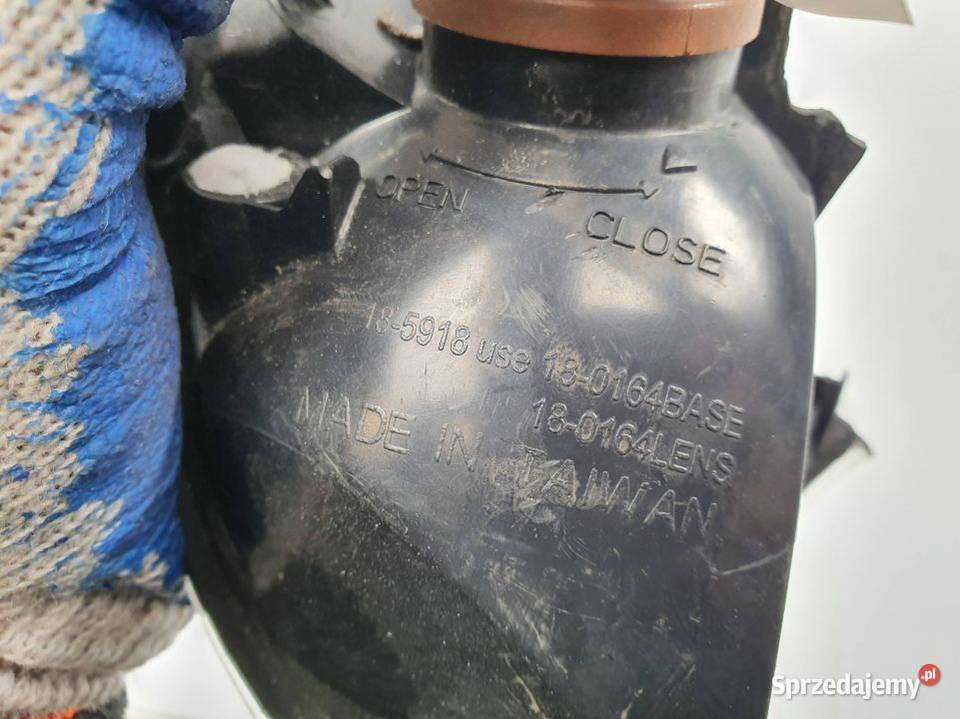 OPEN
CLOSE
18-5918 use 18-0164BASE
18-0164LENS
MADE IN TAIWAN
Sprzedajemy.pl